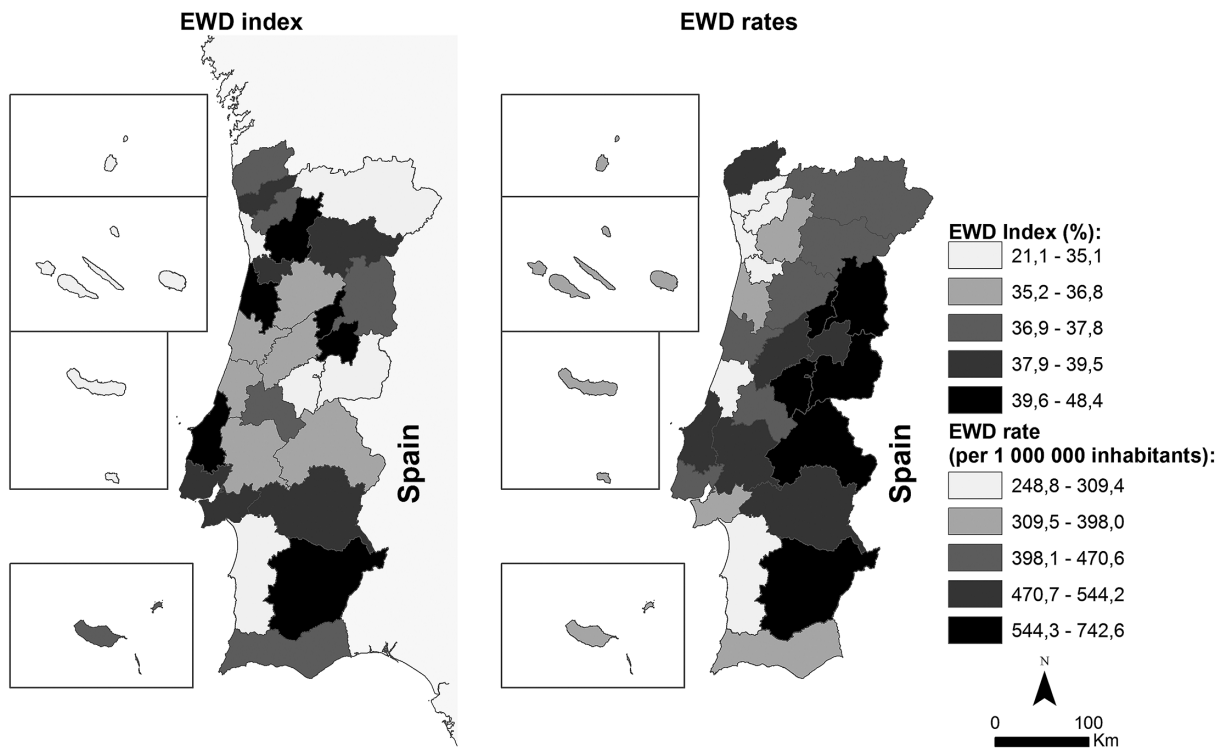 EWD index
EWD rates
Spain
Spain
EWD Index (%):
21,1 - 35,1
35,2 - 36,8
36,9 - 37,8
37,9 - 39,5
39,6 - 48,4
EWD rate
(per 1 000 000 inhabitants):
248,8 - 309,4
309,5 - 398,0
398,1 - 470,6
470,7 - 544,2
544,3 - 742,6
N
0 100
Km